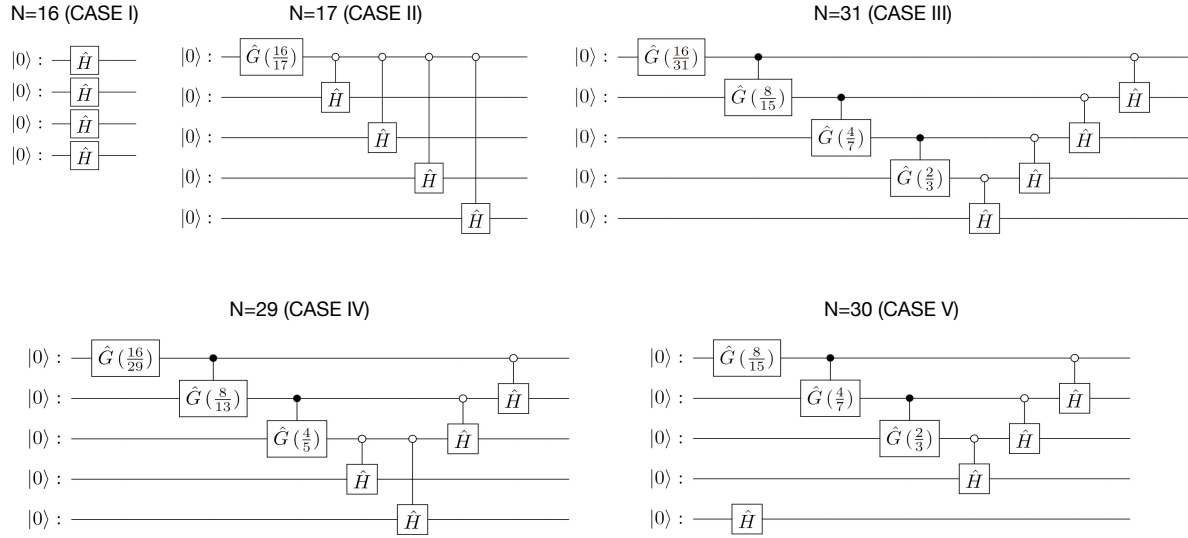 N=16 (CASE I)
|0⟩ : Ĥ
|0⟩ : Ĥ
|0⟩ : Ĥ
|0⟩ : Ĥ
N=17 (CASE II)
|0⟩ : Ĝ(16/17)
|0⟩ : Ĥ
|0⟩ : Ĥ
|0⟩ : Ĥ
|0⟩ : Ĥ
N=31 (CASE III)
|0⟩ : Ĝ(16/31)
|0⟩ : Ĝ(8/15) Ĥ
|0⟩ : Ĝ(4/7) Ĥ
|0⟩ : Ĝ(2/3) Ĥ
|0⟩ : Ĥ
N=29 (CASE IV)
|0⟩ : Ĝ(16/29)
|0⟩ : Ĝ(8/13) Ĥ
|0⟩ : Ĝ(4/5) Ĥ
|0⟩ : Ĥ
|0⟩ : Ĥ
N=30 (CASE V)
|0⟩ : Ĝ(8/15)
|0⟩ : Ĝ(4/7) Ĥ
|0⟩ : Ĝ(2/3) Ĥ
|0⟩ : Ĥ
|0⟩ : Ĥ